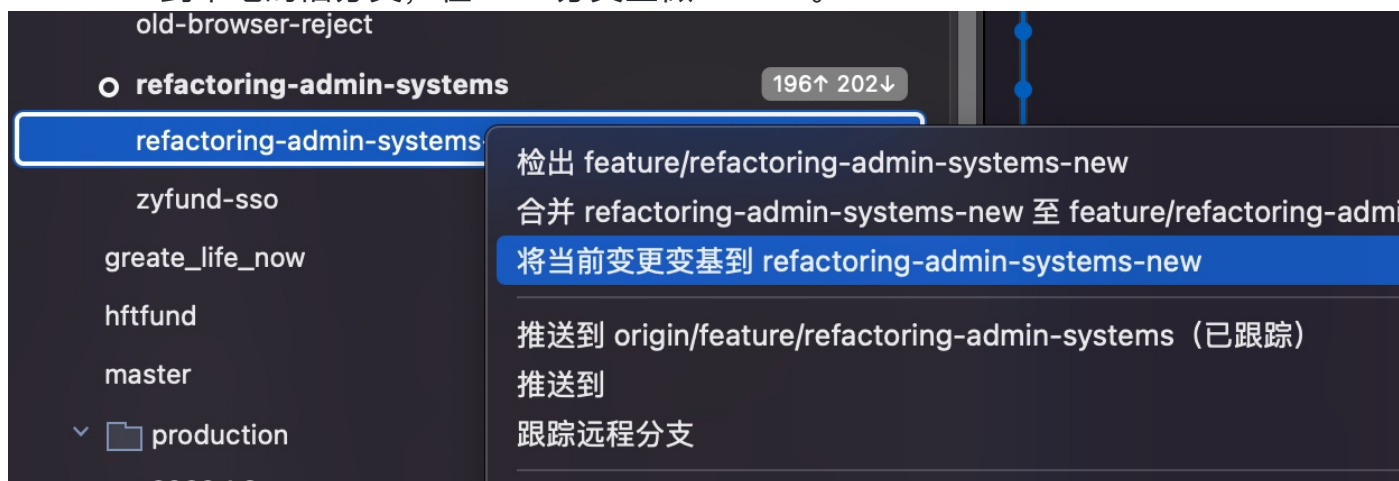 old-browser-reject
refactoring-admin-systems 196↑ 202↓
refactoring-admin-systems-
zyfund-sso
greate_life_now
hftfund
master
production
检出 feature/refactoring-admin-systems-new
合并 refactoring-admin-systems-new 至 feature/refactoring-admi
将当前变更变基到 refactoring-admin-systems-new
推送到 origin/feature/refactoring-admin-systems（已跟踪）
推送到
跟踪远程分支